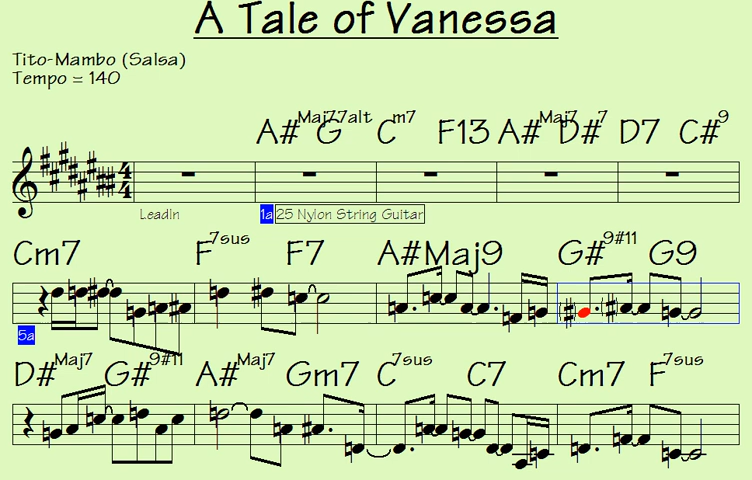 A Tale of Vanessa
Tito-Mambo (Salsa)
Tempo = 140
A#Maj7 G7alt Cm7 F13 A#Maj7 D#7 D7 C#9
LeadIn 1a 25 Nylon String Guitar
Cm7 F7sus F7 A#Maj9 G#9#11 G9
5a
D#Maj7 G#9#11 A#Maj7 Gm7 C7sus C7 Cm7 F7sus